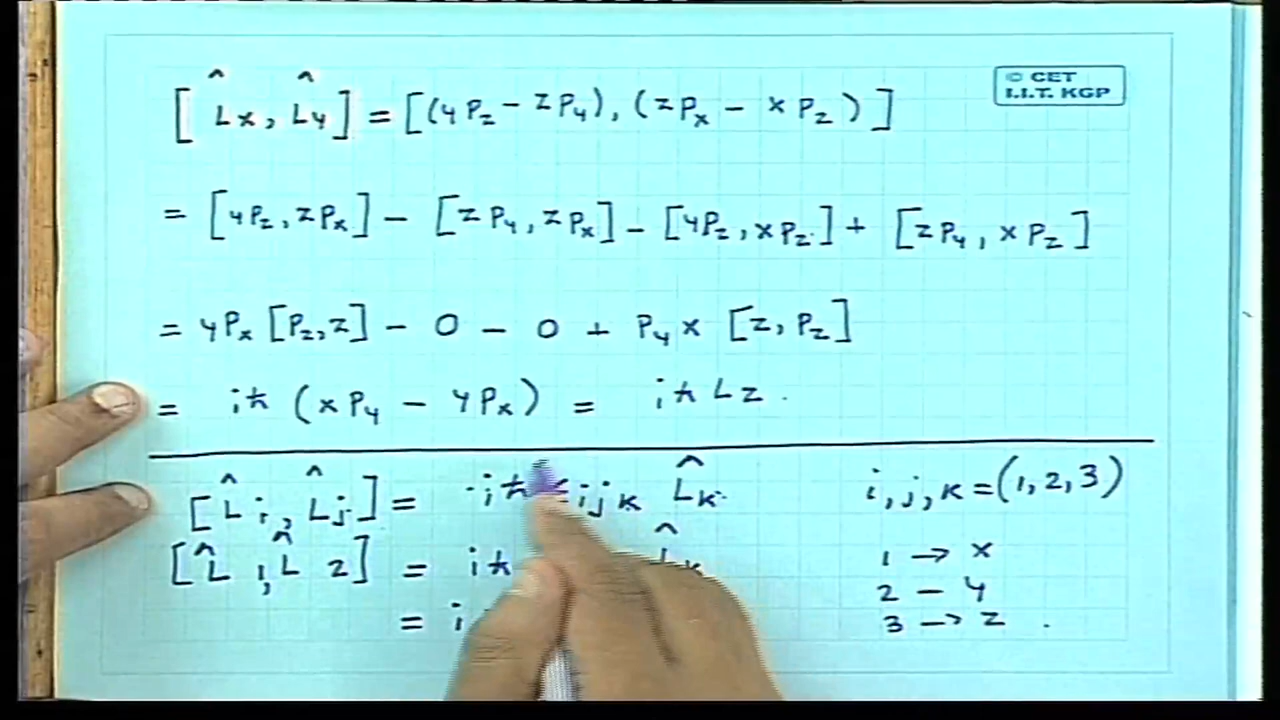 © CET
I.I.T. KGP
[L̂x, L̂y] = [(yPz − zPy), (zPx − xPz)]
= [yPz, zPx] − [zPy, zPx] − [yPz, xPz] + [zPy, xPz]
= yPx [Pz, z] − 0 − 0 + Py x [z, Pz]
= iħ (xPy − yPx) = iħ Lz.
[L̂i, L̂j] = iħ ijk L̂k i, j, k = (1, 2, 3)
[L̂1, L̂2] = iħ 1 → x
2 − y
= i 3 → z .